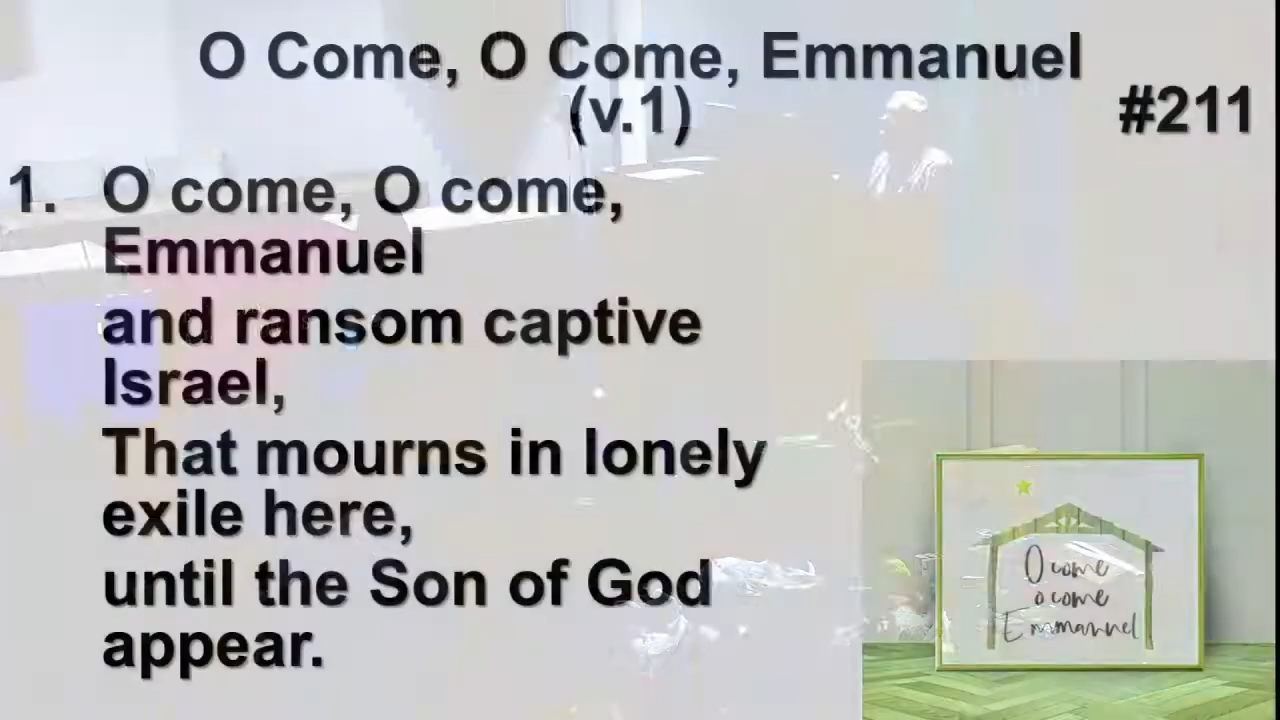 O Come, O Come, Emmanuel
(v.1)
#211
1. O come, O come,
Emmanuel
and ransom captive
Israel,
That mourns in lonely
exile here,
until the Son of God
appear.
O come
o come
Emmanuel